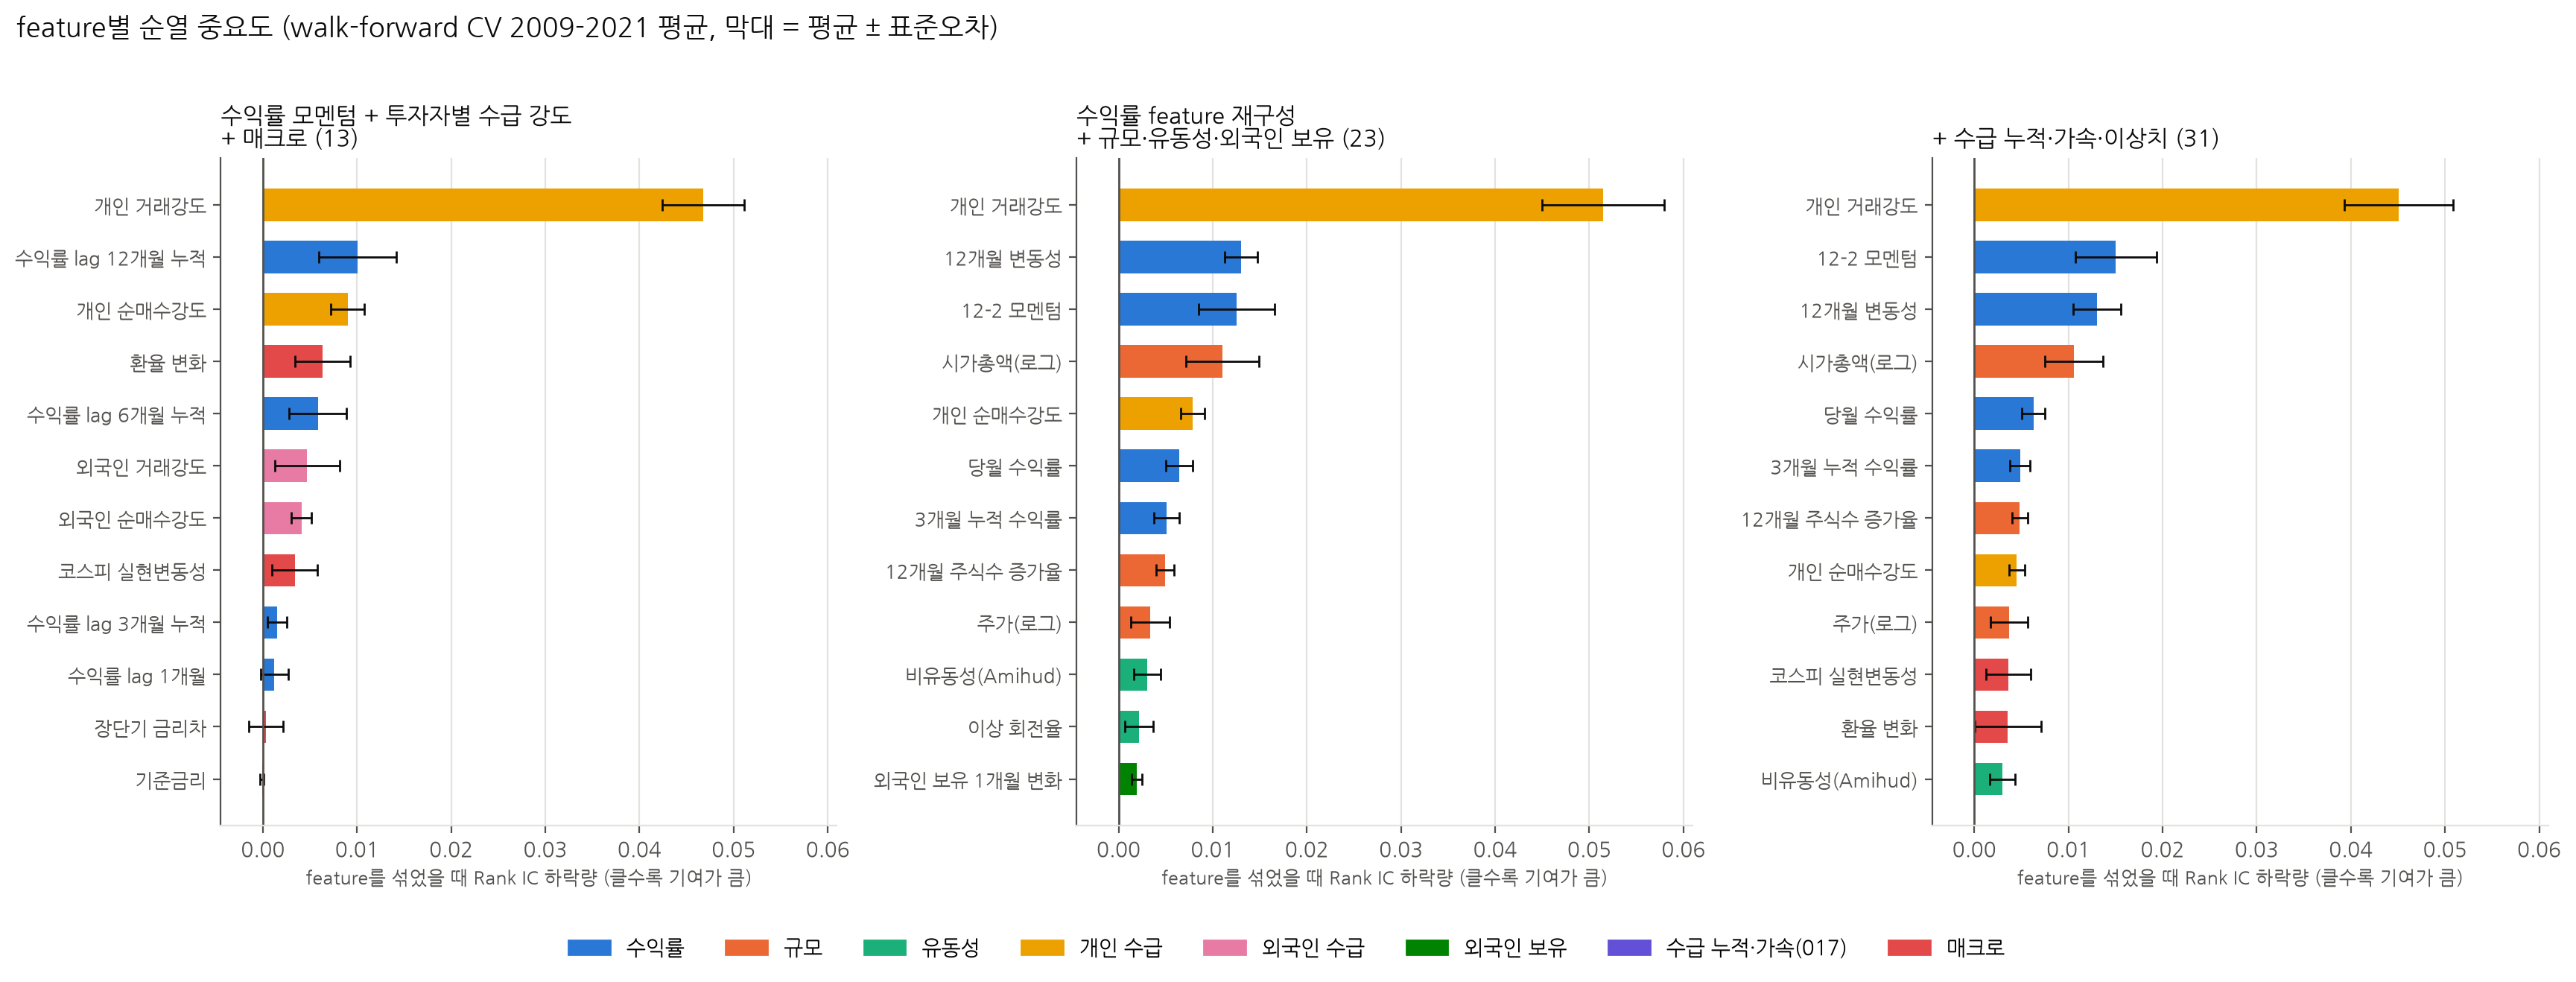 feature별 순열 중요도 (walk-forward CV 2009-2021 평균, 막대 = 평균 ± 표준오차)
수익률 모멘텀 + 투자자별 수급 강도
+ 매크로 (13)
개인 거래강도
수익률 lag 12개월 누적
개인 순매수강도
환율 변화
수익률 lag 6개월 누적
외국인 거래강도
외국인 순매수강도
코스피 실현변동성
수익률 lag 3개월 누적
수익률 lag 1개월
장단기 금리차
기준금리
0.00 0.01 0.02 0.03 0.04 0.05 0.06
feature를 섞었을 때 Rank IC 하락량 (클수록 기여가 큼)
수익률 feature 재구성
+ 규모·유동성·외국인 보유 (23)
개인 거래강도
12개월 변동성
12-2 모멘텀
시가총액(로그)
개인 순매수강도
당월 수익률
3개월 누적 수익률
12개월 주식수 증가율
주가(로그)
비유동성(Amihud)
이상 회전율
외국인 보유 1개월 변화
0.00 0.01 0.02 0.03 0.04 0.05 0.06
feature를 섞었을 때 Rank IC 하락량 (클수록 기여가 큼)
+ 수급 누적·가속·이상치 (31)
개인 거래강도
12-2 모멘텀
12개월 변동성
시가총액(로그)
당월 수익률
3개월 누적 수익률
12개월 주식수 증가율
개인 순매수강도
주가(로그)
코스피 실현변동성
환율 변화
비유동성(Amihud)
0.00 0.01 0.02 0.03 0.04 0.05 0.06
feature를 섞었을 때 Rank IC 하락량 (클수록 기여가 큼)
수익률 규모 유동성 개인 수급 외국인 수급 외국인 보유 수급 누적·가속(017) 매크로